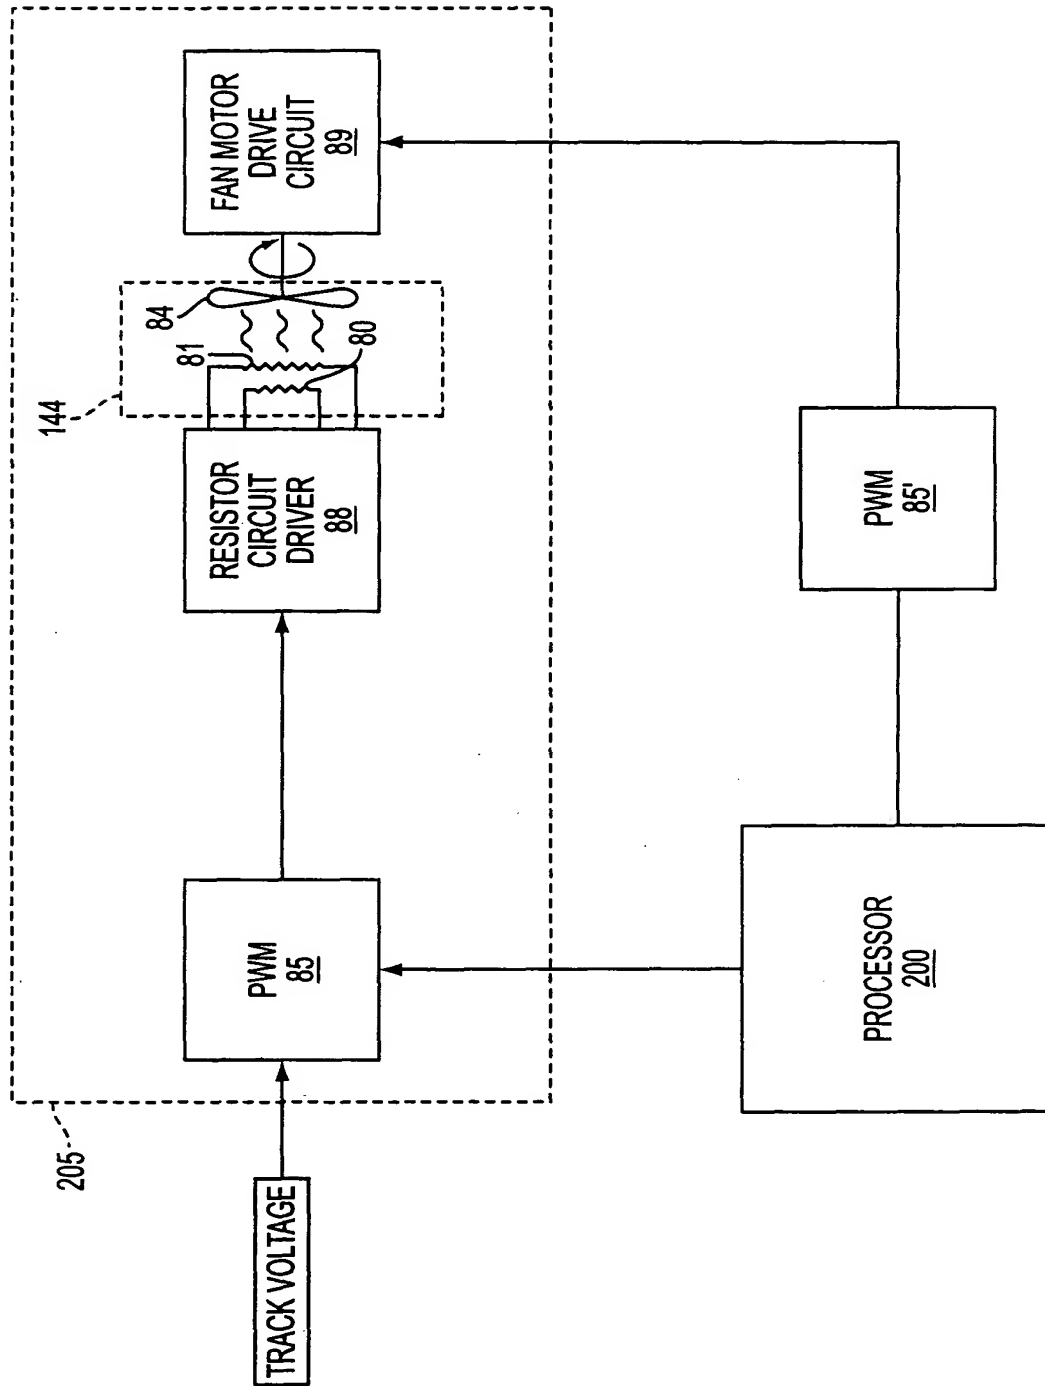 205
TRACK VOLTAGE
PWM
85
RESISTOR
CIRCUIT
DRIVER
88
144
81
80
84
FAN MOTOR
DRIVE
CIRCUIT
89
PROCESSOR
200
PWM
85'